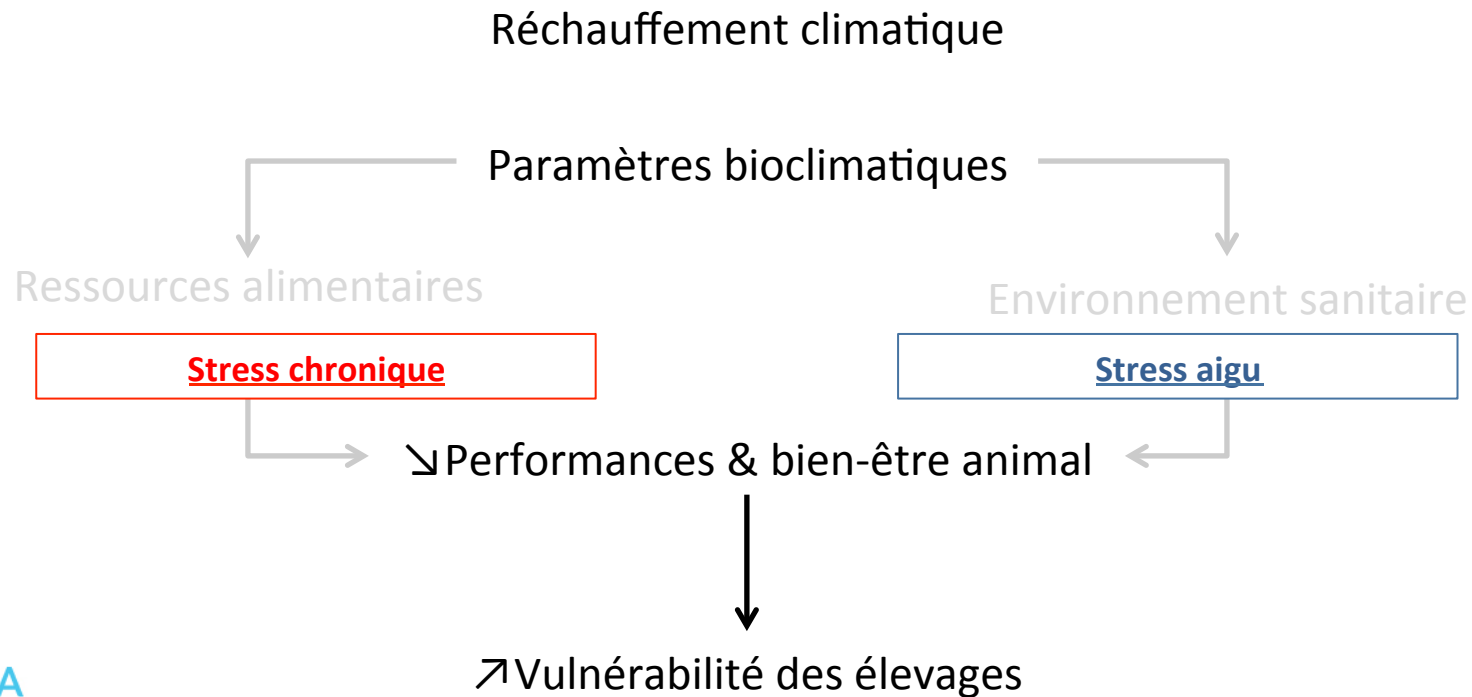 Réchauffement climatique
Paramètres bioclimatiques
Ressources alimentaires
Environnement sanitaire
Stress chronique
Stress aigu
↘Performances & bien-être animal
↗Vulnérabilité des élevages
A